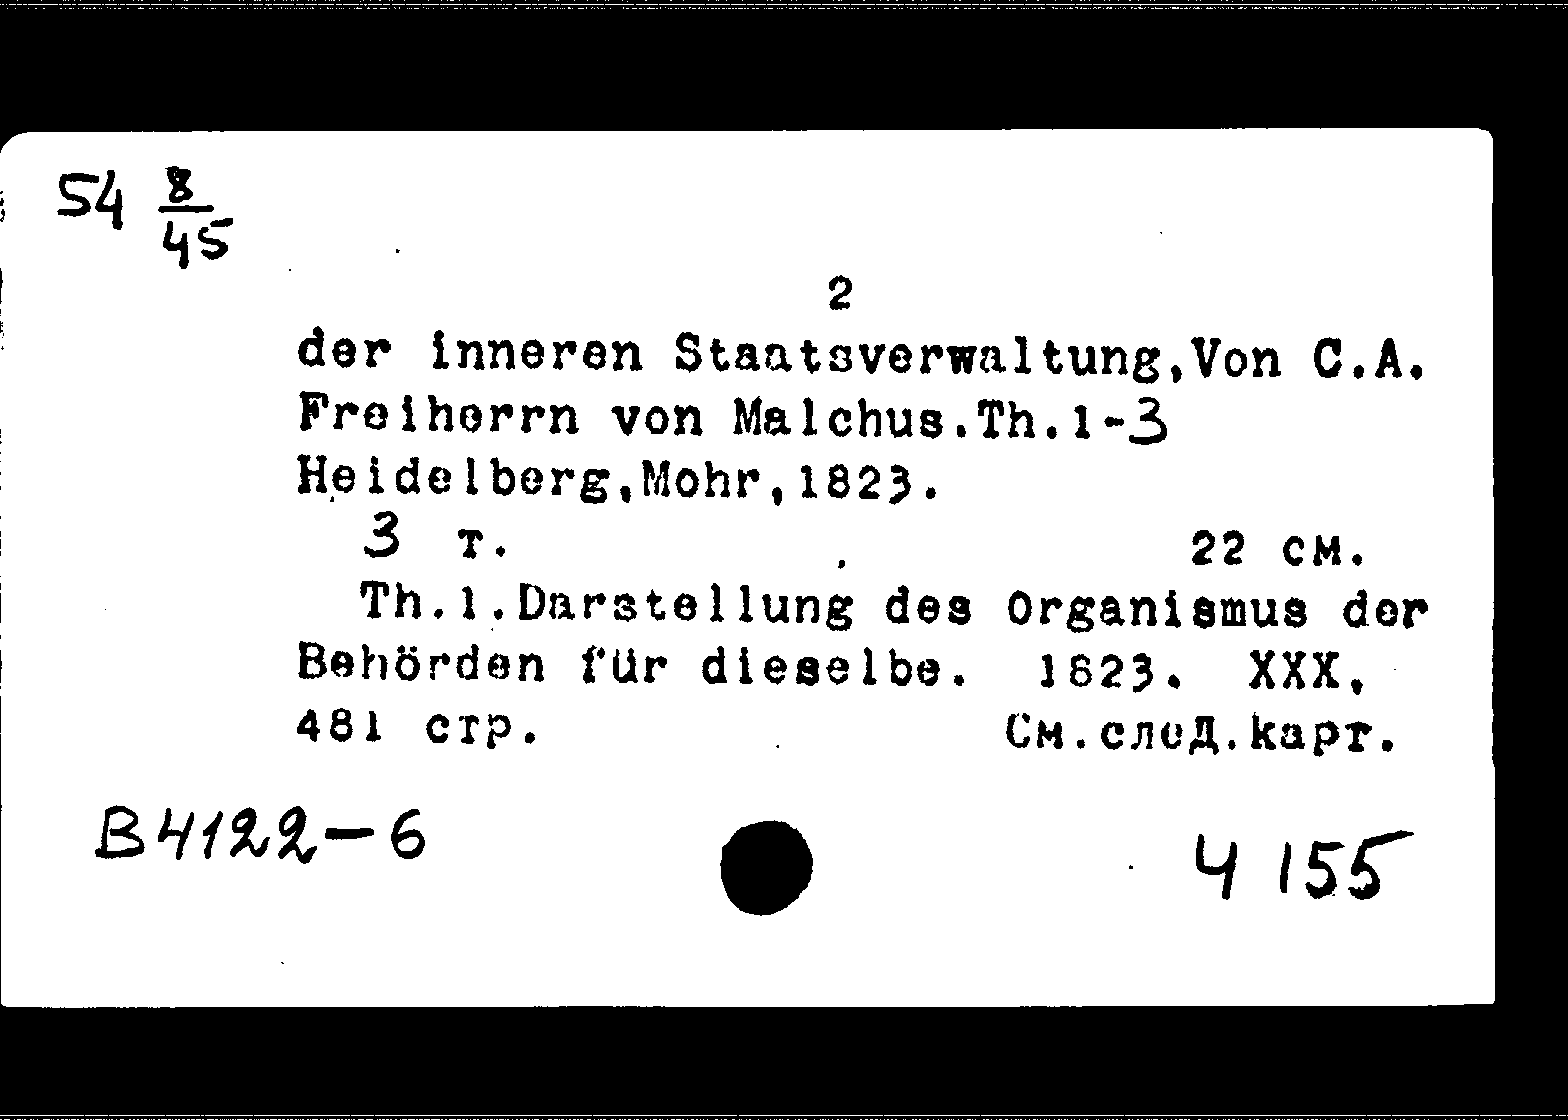 54 8/45
2
der inneren Staatsverwaltung,Von C.A.
Freiherrn von Malchus.Th.1-3
Heidelberg,Mohr,1823.
3 т. 22 см.
Th.1.Darstellung des Organismus der
Behörden für dieselbe. 1823. XXX,
481 стр. См.след.карт.
В4122-6
4 155